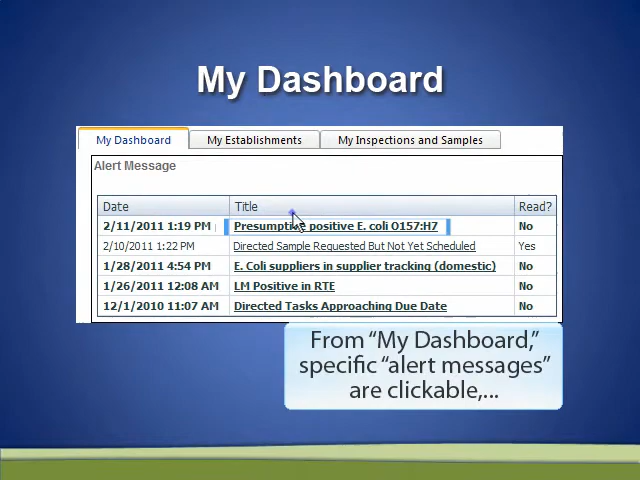 My Dashboard
My Dashboard My Establishments My Inspections and Samples
Alert Message
Date Title Read?
2/11/2011 1:19 PM Presumptive positive E. coli O157:H7 No
2/10/2011 1:22 PM Directed Sample Requested But Not Yet Scheduled Yes
1/28/2011 4:54 PM E. Coli suppliers in supplier tracking (domestic) No
1/26/2011 12:08 AM LM Positive in RTE No
12/1/2010 11:07 AM Directed Tasks Approaching Due Date No
From “My Dashboard,”
specific “alert messages”
are clickable,...